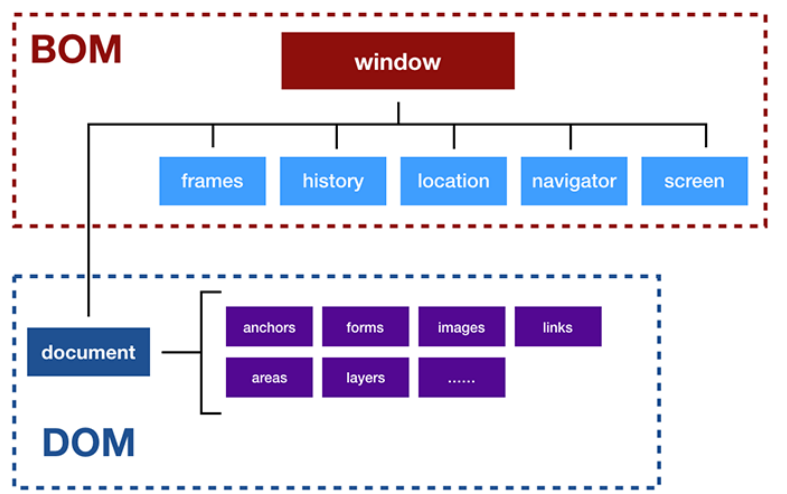 BOM
window
frames history location navigator screen
document
anchors forms images links
areas layers ......
DOM